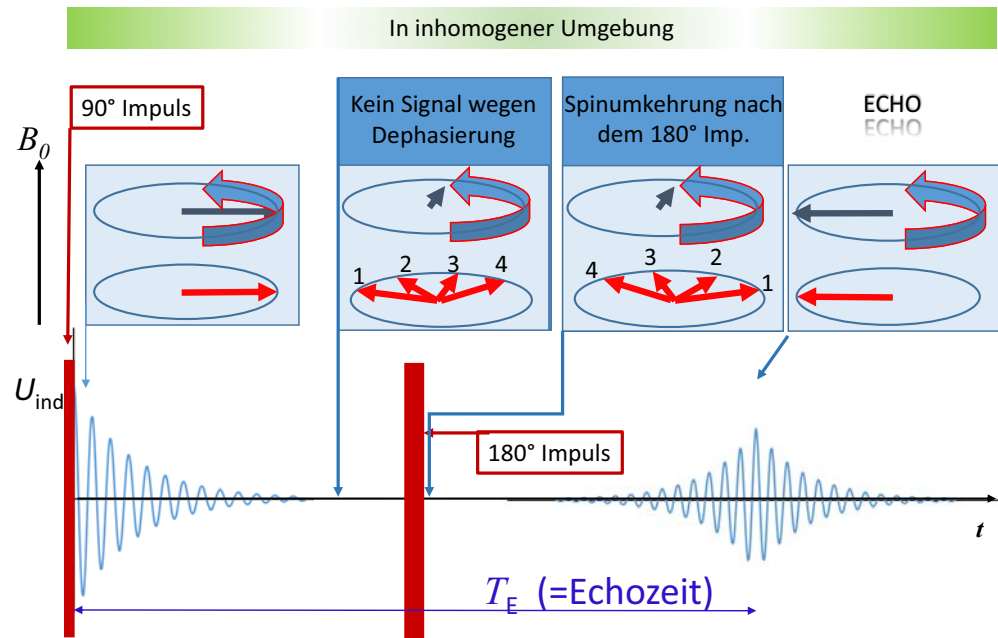 In inhomogener Umgebung
90° Impuls
Kein Signal wegen
Dephasierung
Spinumkehrung nach
dem 180° Imp.
ECHO
B0
1 2 3 4
4 3 2 1
Uind
180° Impuls
t
TE (=Echozeit)